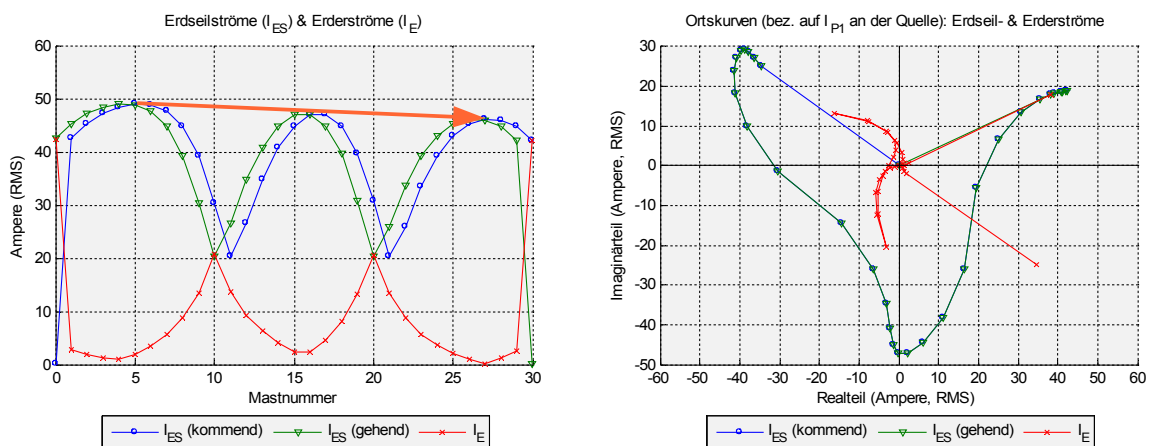 Erdseilströme (I_ES) & Erderströme (I_E)
60
50
40
30
20
10
0
Ampere (RMS)
0 5 10 15 20 25 30
Mastnummer
I_ES (kommend) I_ES (gehend) I_E
Ortskurven (bez. auf I_P1 an der Quelle): Erdseil- & Erderströme
30
20
10
0
-10
-20
-30
-40
-50
Imaginärteil (Ampere, RMS)
-60 -50 -40 -30 -20 -10 0 10 20 30 40 50 60
Realteil (Ampere, RMS)
I_ES (kommend) I_ES (gehend) I_E